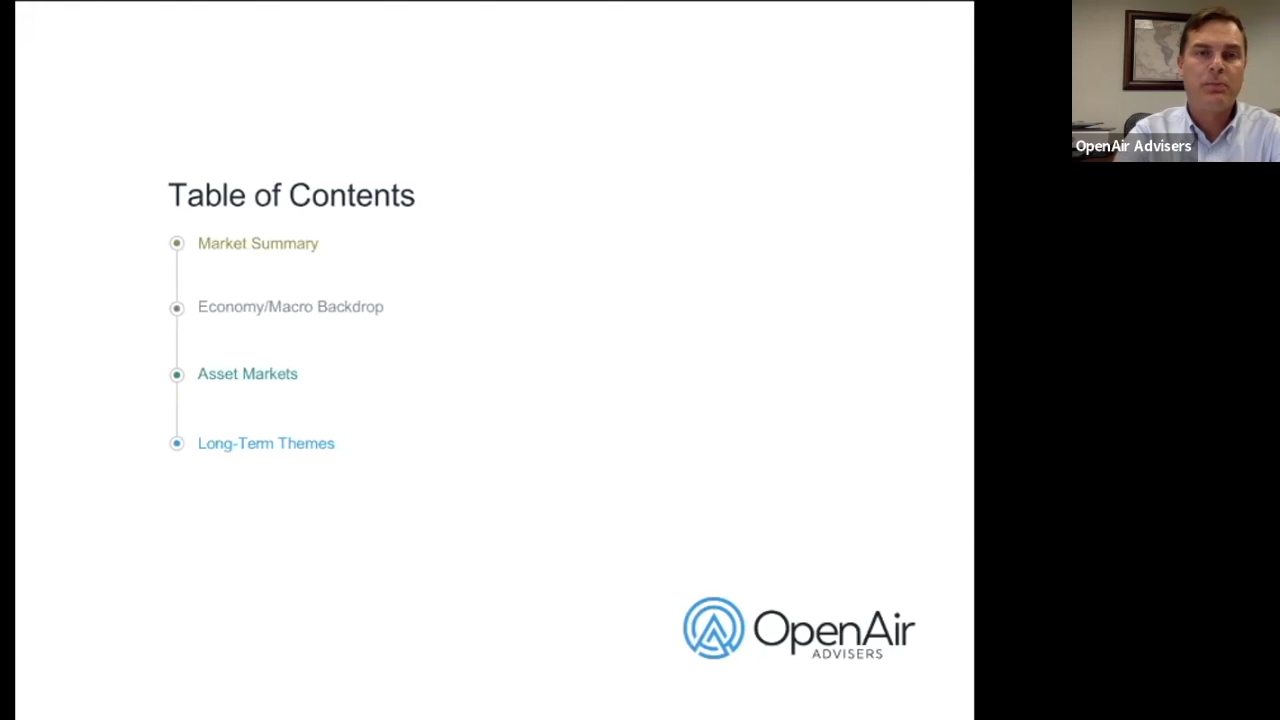 Table of Contents
Market Summary
Economy/Macro Backdrop
Asset Markets
Long-Term Themes
OpenAir
ADVISERS
OpenAir Advisers